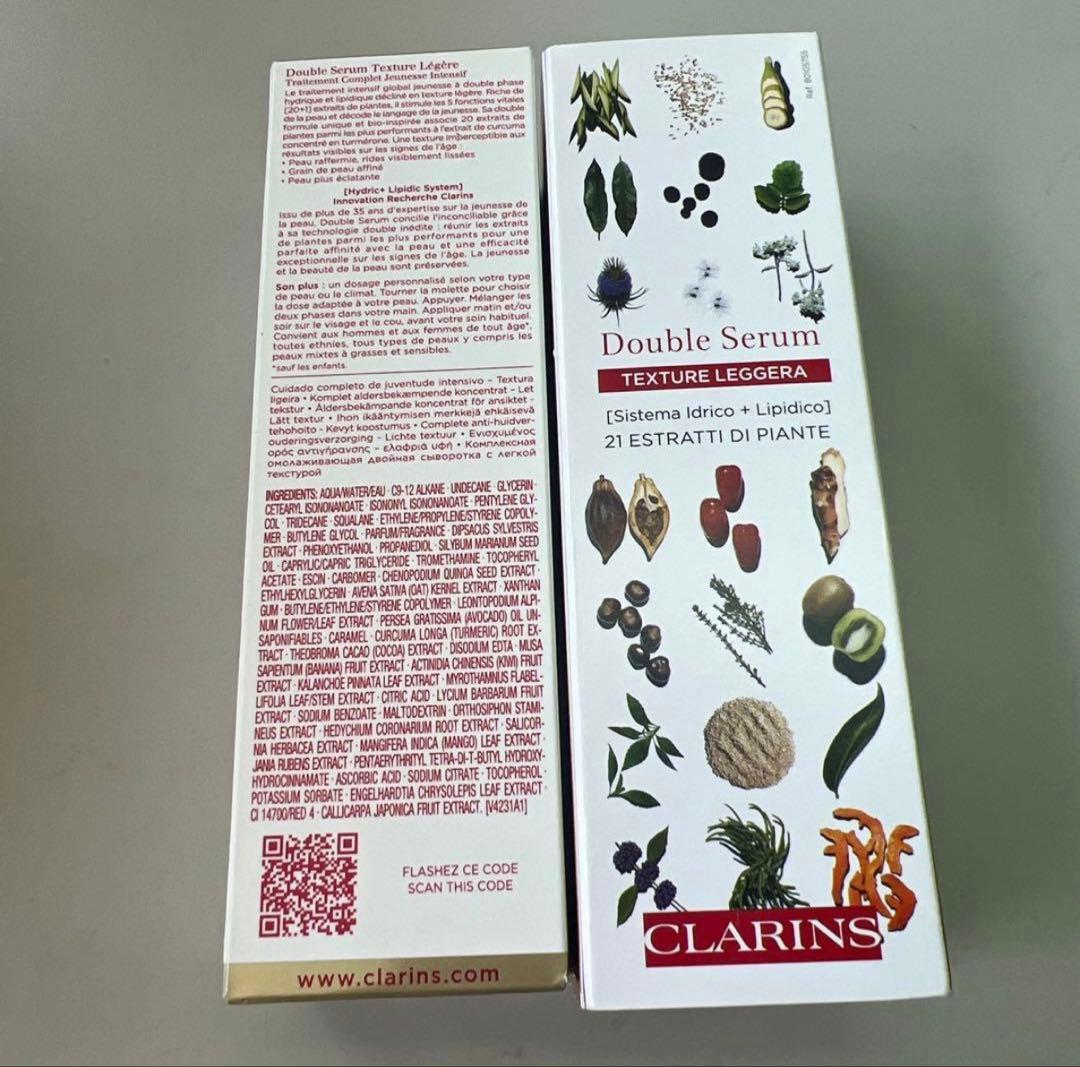 Double Serum Texture Légère
Traitement Complet Jeunesse Intensif
Le traitement intensif global jeunesse à double phase
hydrique et lipidique décliné en texture légère. Riche de
[20+1] extraits de plantes, il stimule les 5 fonctions vitales
de la peau et décode le langage de la jeunesse. Sa double
formule unique et bio-inspirée associe 20 extraits de
plantes parmi les plus performants à l'extrait de curcuma
concentré en turmérone. Une texture imperceptible aux
résultats visibles sur les signes de l'âge :
• Peau raffermie, rides visiblement lissées
• Grain de peau affiné
• Peau plus éclatante
[Hydric+ Lipidic System]
Innovation Recherche Clarins
Issu de plus de 35 ans d'expertise sur la jeunesse de
la peau, Double Serum concilie l'inconciliable grâce
à sa technologie double inédite : réunir les extraits
de plantes parmi les plus performants pour une
parfaite affinité avec la peau et une efficacité
exceptionnelle sur les signes de l'âge. La jeunesse
et la beauté de la peau sont préservées.
Son plus : un dosage personnalisé selon votre type
de peau ou le climat. Tourner la molette pour choisir
la dose adaptée à votre peau. Appuyer. Mélanger les
deux phases dans votre main. Appliquer matin et/ou
soir sur le visage et le cou, avant votre soin habituel.
Convient aux hommes et aux femmes de tout âge*,
toutes ethnies, tous types de peaux y compris les
peaux mixtes à grasses et sensibles.
*sauf les enfants.
Cuidado completo de juventude intensivo – Textura
ligeira • Komplet aldersbekæmpende koncentrat – Let
tekstur • Åldersbekämpande koncentrat för ansiktet -
Lätt textur • Ihon ikääntymisen merkkejä ehkäisevä
tehohoito - Kevyt koostumus • Complete anti-huidver-
ouderingsverzorging – Lichte textuur • Ενισχυμένος
ορός αντιγήρανσης – ελαφριά υφή • Комплексная
омолаживающая двойная сыворотка с легкой
текстурой
INGREDIENTS: AQUA/WATER/EAU · C9-12 ALKANE · UNDECANE · GLYCERIN ·
CETEARYL ISONONANOATE · ISONONYL ISONONANOATE · PENTYLENE GLY-
COL · TRIDECANE · SQUALANE · ETHYLENE/PROPYLENE/STYRENE COPOLY-
MER · BUTYLENE GLYCOL · PARFUM/FRAGRANCE · DIPSACUS SYLVESTRIS
EXTRACT · PHENOXYETHANOL · PROPANEDIOL · SILYBUM MARIANUM SEED
OIL · CAPRYLIC/CAPRIC TRIGLYCERIDE · TROMETHAMINE · TOCOPHERYL
ACETATE · ESCIN · CARBOMER · CHENOPODIUM QUINOA SEED EXTRACT ·
ETHYLHEXYLGLYCERIN · AVENA SATIVA (OAT) KERNEL EXTRACT · XANTHAN
GUM · BUTYLENE/ETHYLENE/STYRENE COPOLYMER · LEONTOPODIUM ALPI-
NUM FLOWER/LEAF EXTRACT · PERSEA GRATISSIMA (AVOCADO) OIL UN-
SAPONIFIABLES · CARAMEL · CURCUMA LONGA (TURMERIC) ROOT EX-
TRACT · THEOBROMA CACAO (COCOA) EXTRACT · DISODIUM EDTA · MUSA
SAPIENTUM (BANANA) FRUIT EXTRACT · ACTINIDIA CHINENSIS (KIWI) FRUIT
EXTRACT · KALANCHOE PINNATA LEAF EXTRACT · MYROTHAMNUS FLABEL-
LIFOLIA LEAF/STEM EXTRACT · CITRIC ACID · LYCIUM BARBARUM FRUIT
EXTRACT · SODIUM BENZOATE · MALTODEXTRIN · ORTHOSIPHON STAMI-
NEUS EXTRACT · HEDYCHIUM CORONARIUM ROOT EXTRACT · SALICOR-
NIA HERBACEA EXTRACT · MANGIFERA INDICA (MANGO) LEAF EXTRACT ·
JANIA RUBENS EXTRACT · PENTAERYTHRITYL TETRA-DI-T-BUTYL HYDROXY-
HYDROCINNAMATE · ASCORBIC ACID · SODIUM CITRATE · TOCOPHEROL ·
POTASSIUM SORBATE · ENGELHARDTIA CHRYSOLEPIS LEAF EXTRACT ·
CI 14700/RED 4 · CALLICARPA JAPONICA FRUIT EXTRACT. [V4231A1]
FLASHEZ CE CODE
SCAN THIS CODE
www.clarins.com
Ref. 80105755
Double Serum
TEXTURE LEGGERA
[Sistema Idrico + Lipidico]
21 ESTRATTI DI PIANTE
CLARINS